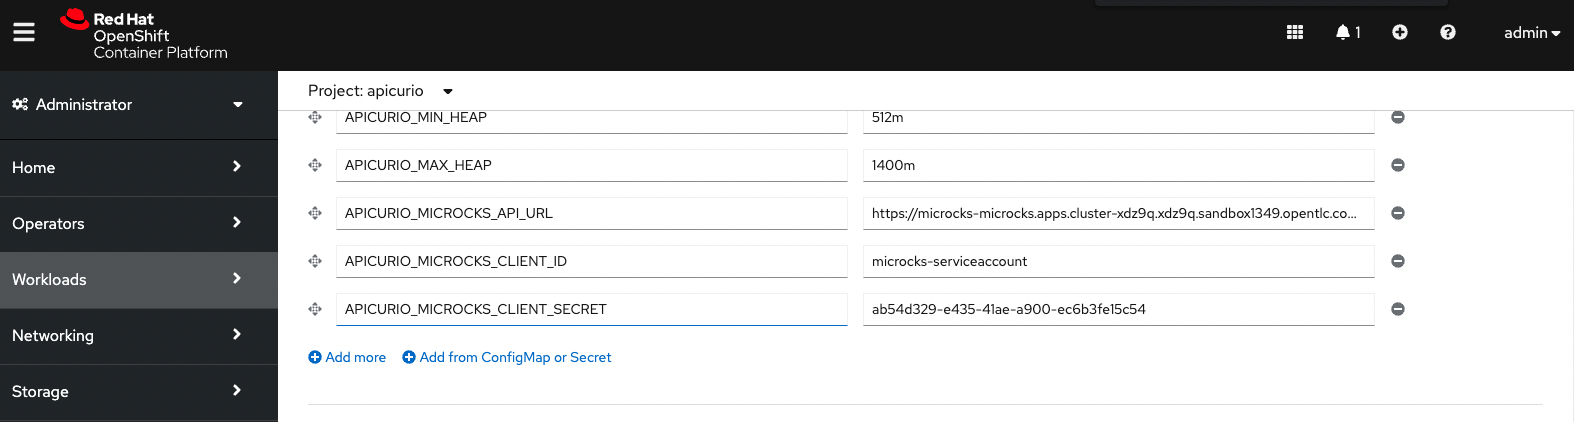 Red Hat
OpenShift
Container Platform
1
admin
Administrator
Home
Operators
Workloads
Networking
Storage
Project: apicurio
APICURIO_MIN_HEAP 512m
APICURIO_MAX_HEAP 1400m
APICURIO_MICROCKS_API_URL https://microcks-microcks.apps.cluster-xdz9q.xdz9q.sandbox1349.opentlc.co...
APICURIO_MICROCKS_CLIENT_ID microcks-serviceaccount
APICURIO_MICROCKS_CLIENT_SECRET ab54d329-e435-41ae-a900-ec6b3fe15c54
Add more Add from ConfigMap or Secret